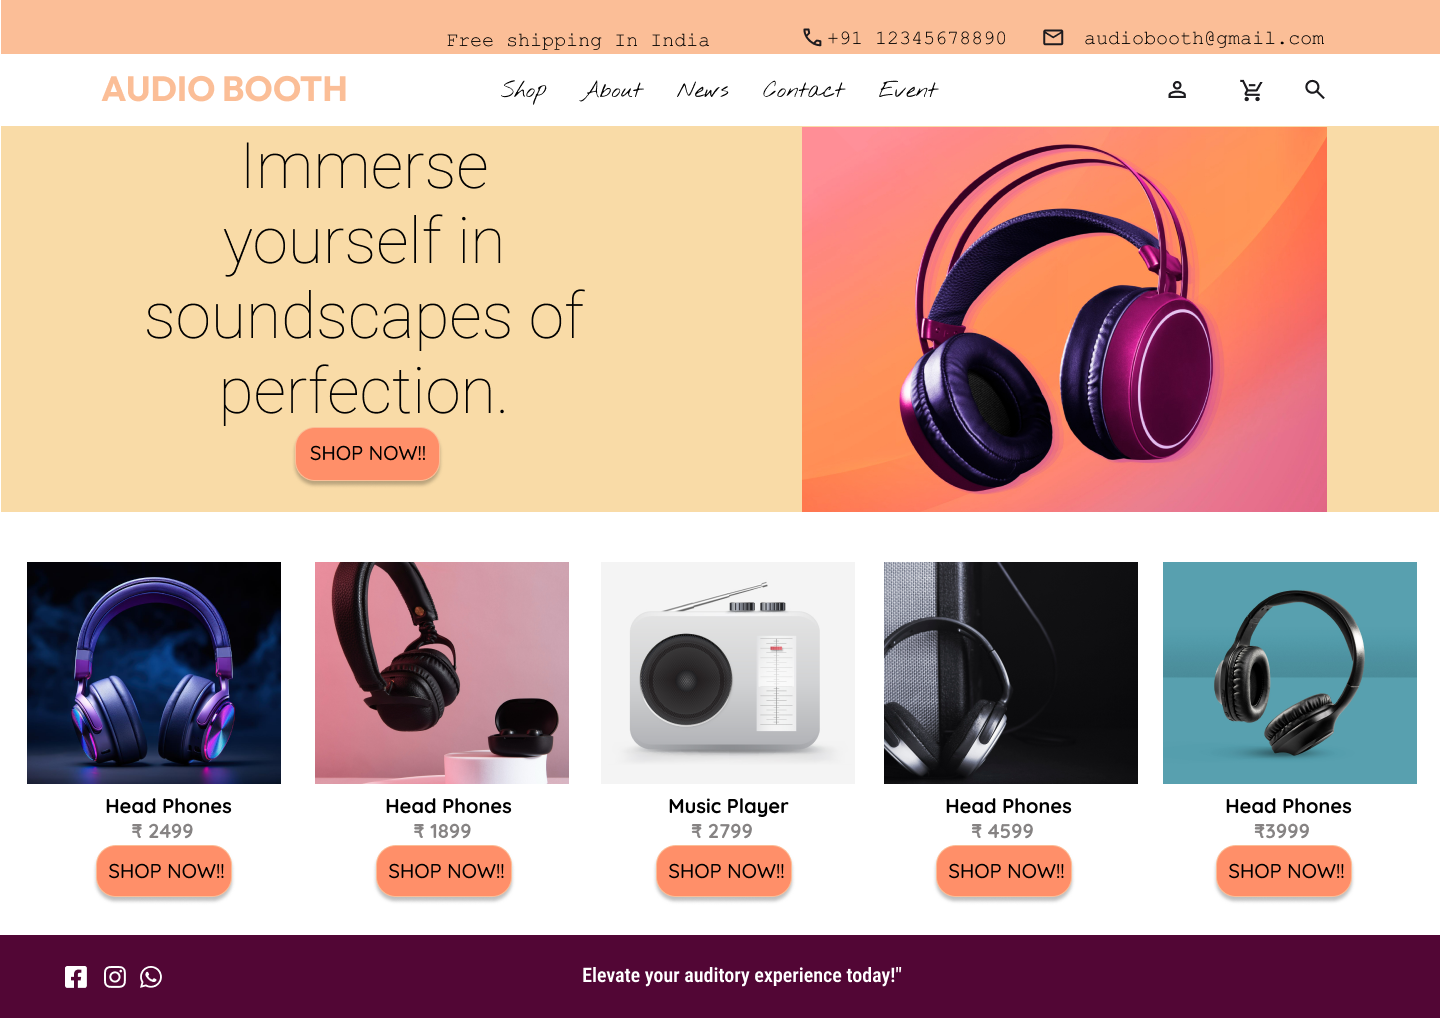 Free shipping In India
+91 12345678890
audiobooth@gmail.com
AUDIO BOOTH
Shop About News Contact Event
Immerse
yourself in
soundscapes of
perfection.
SHOP NOW!!
Head Phones
₹ 2499
SHOP NOW!!
Head Phones
₹ 1899
SHOP NOW!!
Music Player
₹ 2799
SHOP NOW!!
Head Phones
₹ 4599
SHOP NOW!!
Head Phones
₹3999
SHOP NOW!!
Elevate your auditory experience today!"